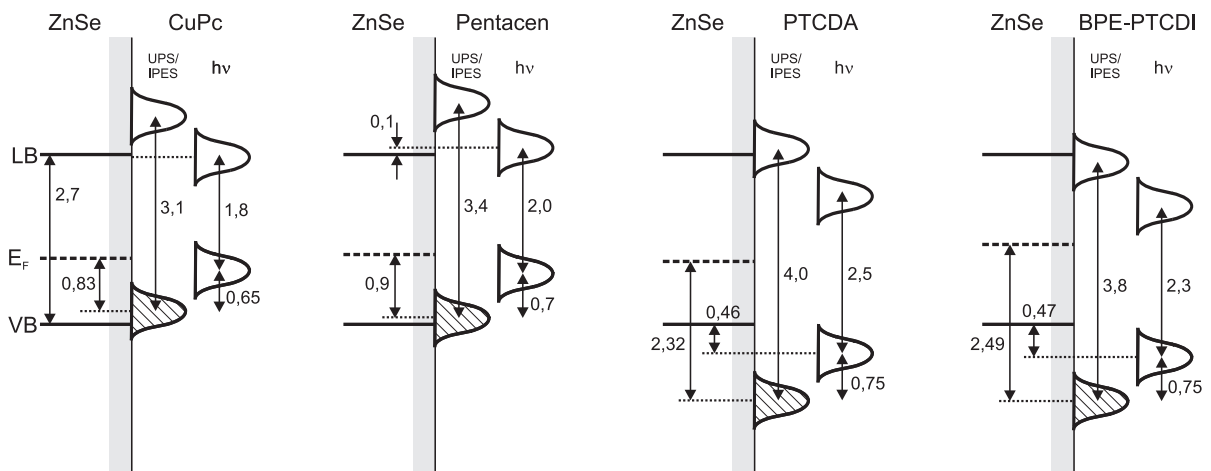 ZnSe CuPc
UPS/ IPES hν
LB
2,7
3,1
1,8
E_F
0,83
0,65
VB
ZnSe Pentacen
UPS/ IPES hν
0,1
3,4
2,0
0,9
0,7
ZnSe PTCDA
UPS/ IPES hν
4,0
2,5
0,46
2,32
0,75
ZnSe BPE-PTCDI
UPS/ IPES hν
3,8
2,3
0,47
2,49
0,75